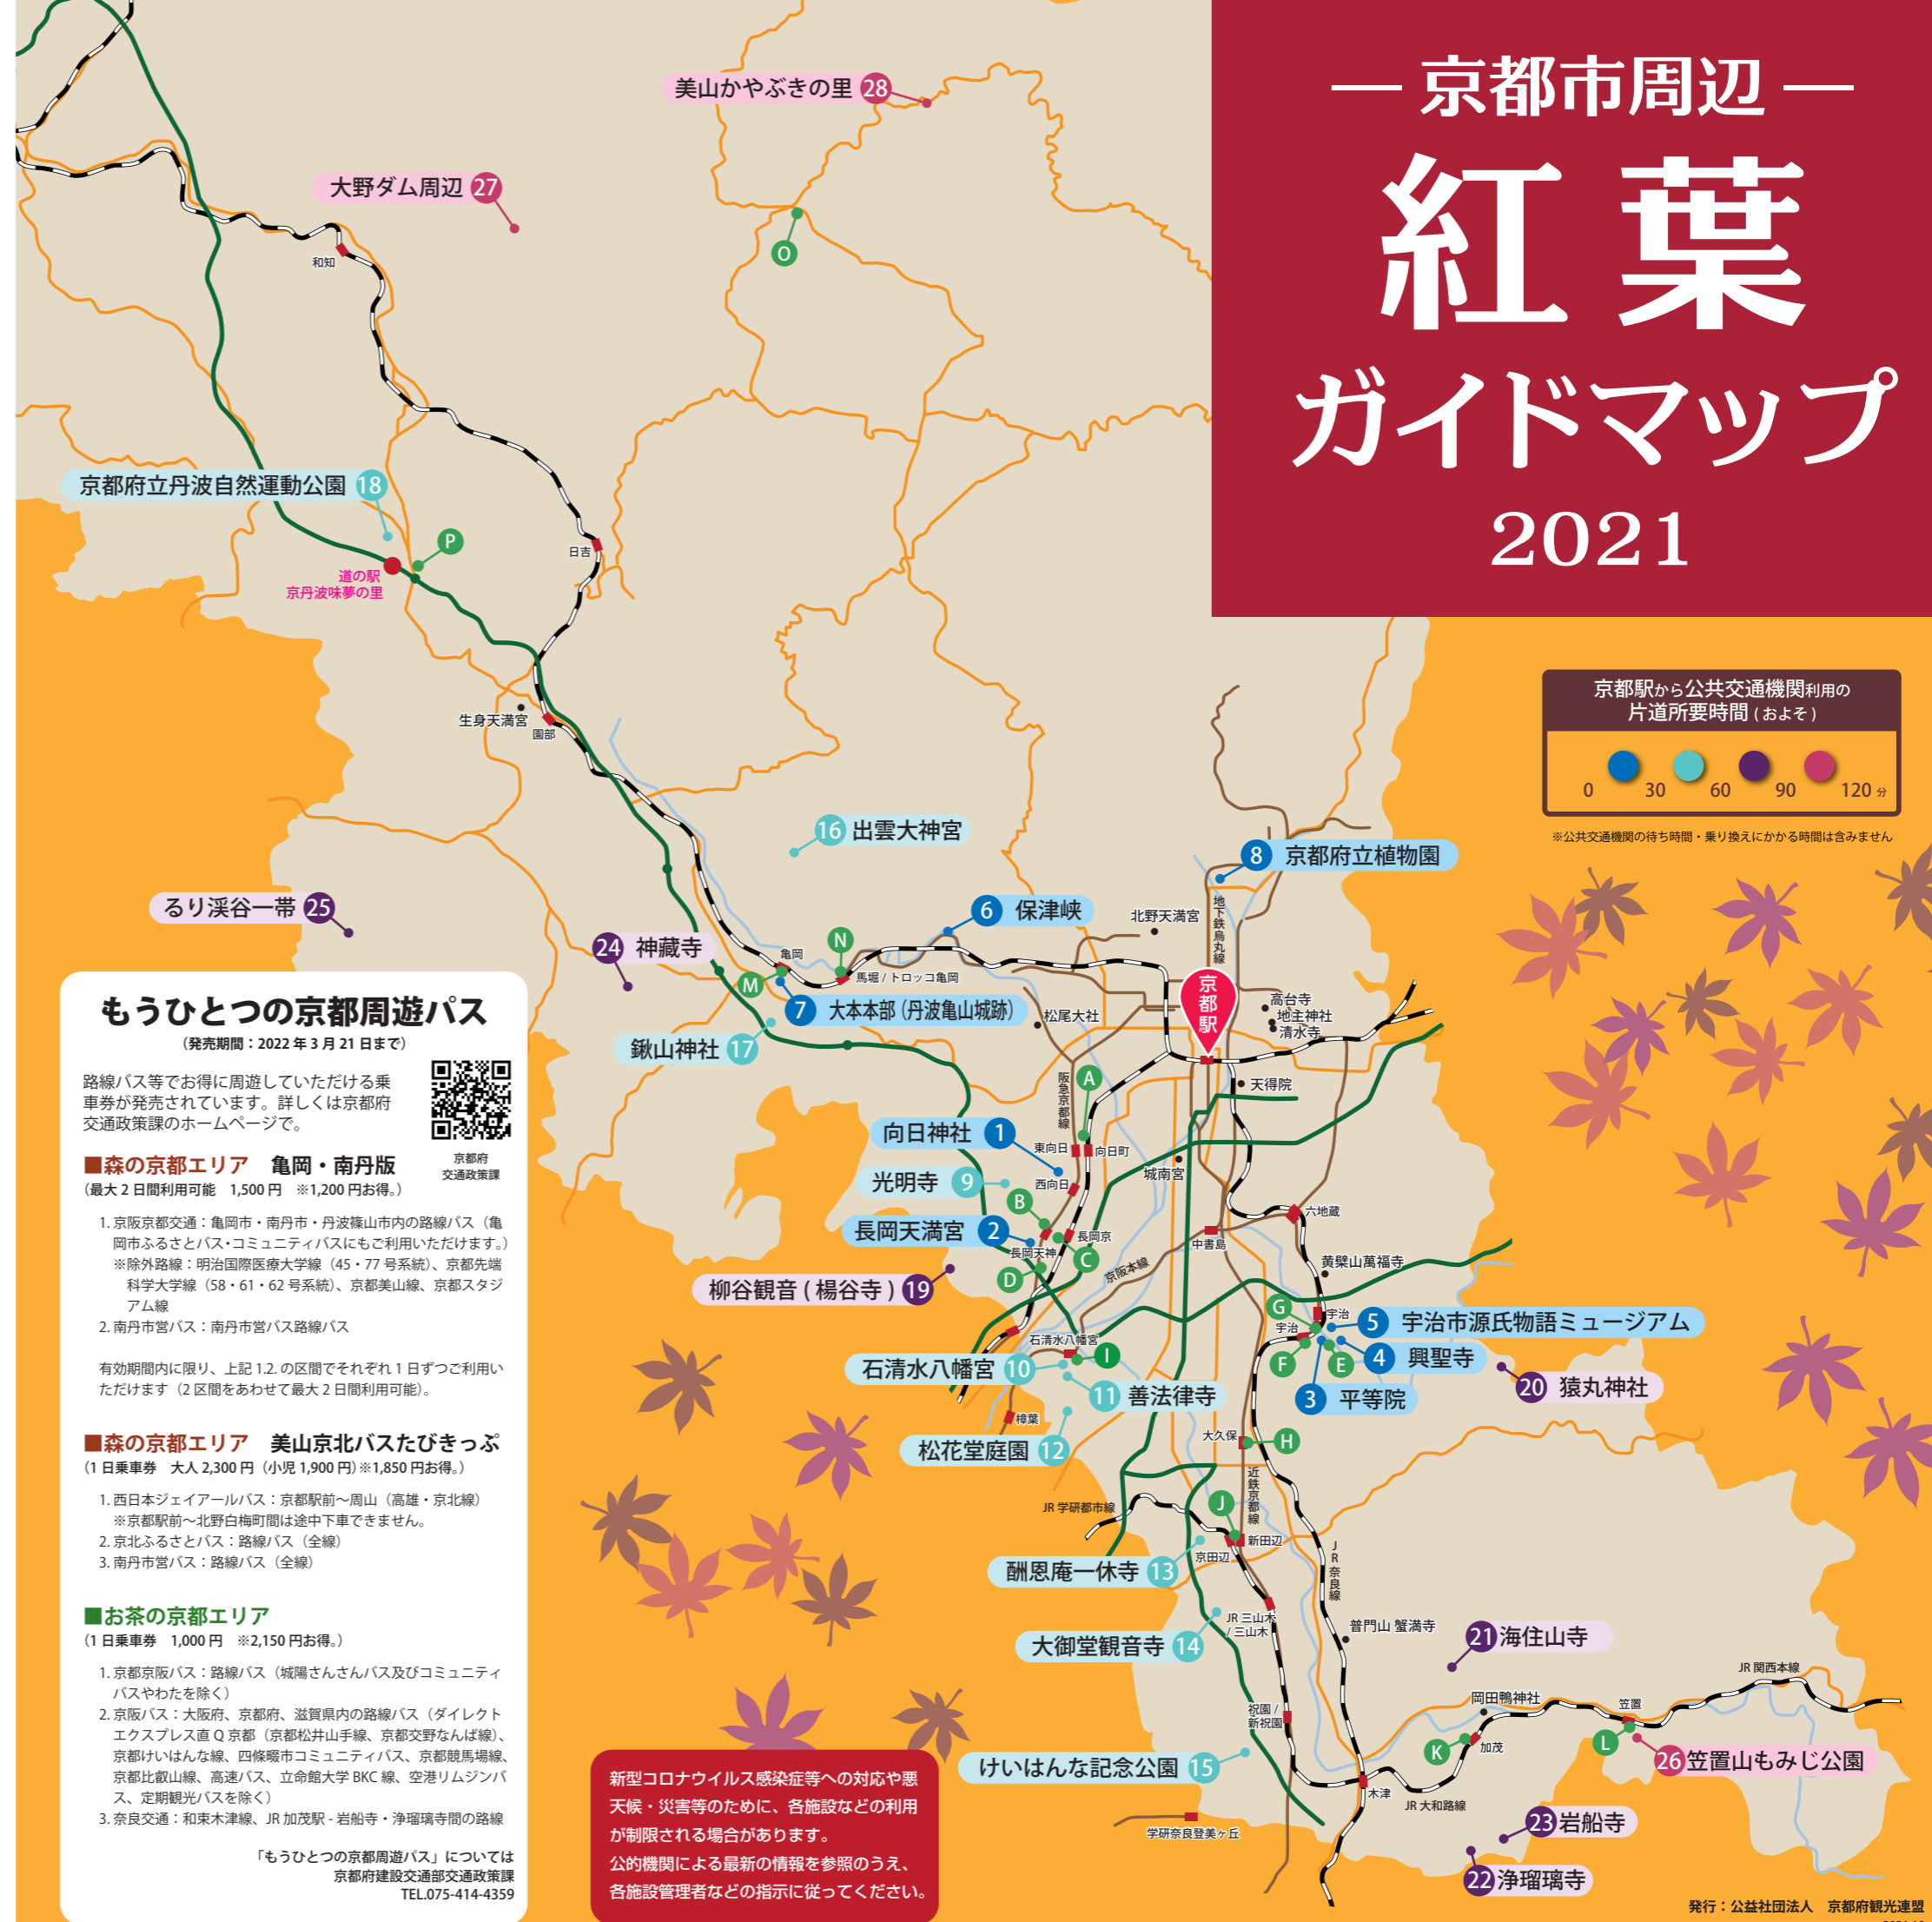 京都市周辺
紅葉
ガイドマップ
2021
京都駅から公共交通機関利用の
片道所要時間 ( およそ )
0 30 60 90 120 分
※公共交通機関の待ち時間・乗り換えにかかる時間は含みません
美山かやぶきの里 28
大野ダム周辺 27
和知
O
京都府立丹波自然運動公園 18
P
道の駅
京丹波味夢の里
日吉
生身天満宮
園部
16 出雲大神宮
8 京都府立植物園
るり渓谷一帯 25
6 保津峡
北野天満宮
地下鉄烏丸線
24 神蔵寺
亀岡
N
馬堀 / トロッコ亀岡
M
7 大本本部 (丹波亀山城跡)
京都駅
高台寺
地主神社
清水寺
松尾大社
鍬山神社 17
阪急京都線
A
天得院
向日神社 1
東向日
向日町
城南宮
光明寺 9
西向日
B
六地蔵
長岡天満宮 2
長岡京
長岡天神
C
D
中書島
京阪本線
黄檗山萬福寺
柳谷観音 ( 楊谷寺 ) 19
G
宇治
宇治
5 宇治市源氏物語ミュージアム
石清水八幡宮
I
石清水八幡宮 10
F
E
4 興聖寺
11 善法律寺
3 平等院
20 猿丸神社
樟葉
松花堂庭園 12
大久保
H
近鉄京都線
JR 学研都市線
J
新田辺
京田辺
酬恩庵一休寺 13
JR奈良線
JR 三山木
/ 三山木
普門山 蟹満寺
大御堂観音寺 14
21 海住山寺
JR 関西本線
岡田鴨神社
笠置
祝園 /
新祝園
K
加茂
L
けいはんな記念公園 15
26 笠置山もみじ公園
木津
JR 大和路線
学研奈良登美ヶ丘
23 岩船寺
22 浄瑠璃寺
もうひとつの京都周遊パス
(発売期間：2022 年 3 月 21 日まで)
路線バス等でお得に周遊していただける乗
車券が発売されています。詳しくは京都府
交通政策課のホームページで。
京都府
交通政策課
■森の京都エリア　亀岡・南丹版
(最大 2 日間利用可能　1,500 円　※1,200 円お得。)
1. 京阪京都交通：亀岡市・南丹市・丹波篠山市内の路線バス（亀
岡市ふるさとバス・コミュニティバスにもご利用いただけます。)
※除外路線：明治国際医療大学線（45・77 号系統）、京都先端
科学大学線（58・61・62 号系統）、京都美山線、京都スタジ
アム線
2. 南丹市営バス：南丹市営バス路線バス
有効期間内に限り、上記 1.2. の区間でそれぞれ 1 日ずつご利用い
ただけます（2 区間をあわせて最大 2 日間利用可能）。
■森の京都エリア　美山京北バスたびきっぷ
(1 日乗車券　大人 2,300 円（小児 1,900 円）※1,850 円お得。)
1. 西日本ジェイアールバス：京都駅前～周山（高雄・京北線）
※京都駅前～北野白梅町間は途中下車できません。
2. 京北ふるさとバス：路線バス（全線）
3. 南丹市営バス：路線バス（全線）
■お茶の京都エリア
(1 日乗車券　1,000 円　※2,150 円お得。)
1. 京都京阪バス：路線バス（城陽さんさんバス及びコミュニティ
バスやわたを除く）
2. 京阪バス：大阪府、京都府、滋賀県内の路線バス（ダイレクト
エクスプレス直 Q 京都（京都松井山手線、京都交野なんば線）、
京都けいはんな線、四條畷市コミュニティバス、京都競馬場線、
京都比叡山線、高速バス、立命館大学 BKC 線、空港リムジンバ
ス、定期観光バスを除く）
3. 奈良交通：和束木津線、JR 加茂駅 - 岩船寺・浄瑠璃寺間の路線
「もうひとつの京都周遊パス」については
京都府建設交通部交通政策課
TEL.075-414-4359
新型コロナウイルス感染症等への対応や悪
天候・災害等のために、各施設などの利用
が制限される場合があります。
公的機関による最新の情報を参照のうえ、
各施設管理者などの指示に従ってください。
発行：公益社団法人　京都府観光連盟